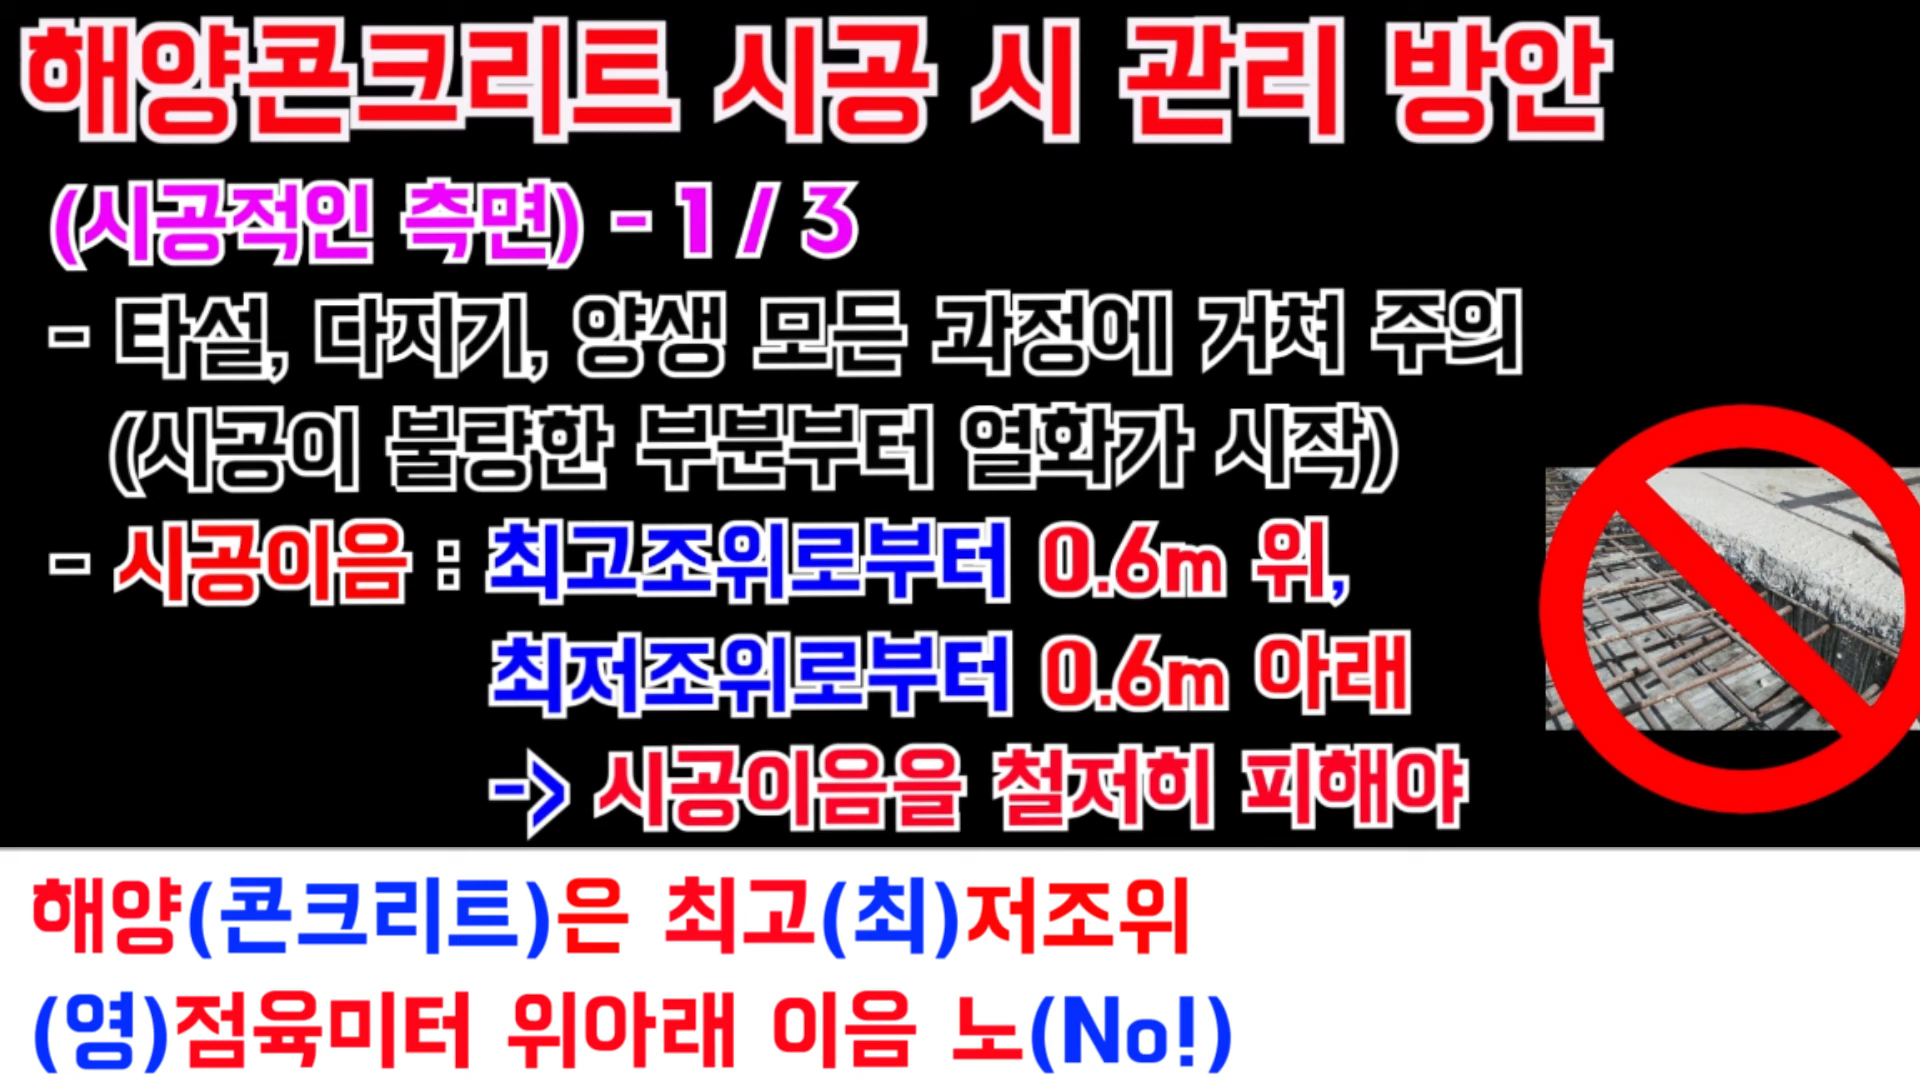 해양콘크리트 시공 시 관리 방안
(시공적인 측면) - 1 / 3
- 타설, 다지기, 양생 모든 과정에 거쳐 주의
(시공이 불량한 부분부터 열화가 시작)
- 시공이음 : 최고조위로부터 0.6m 위,
최저조위로부터 0.6m 아래
-> 시공이음을 철저히 피해야
해양(콘크리트)은 최고(최)저조위
(영)점육미터 위아래 이음 노(No!)